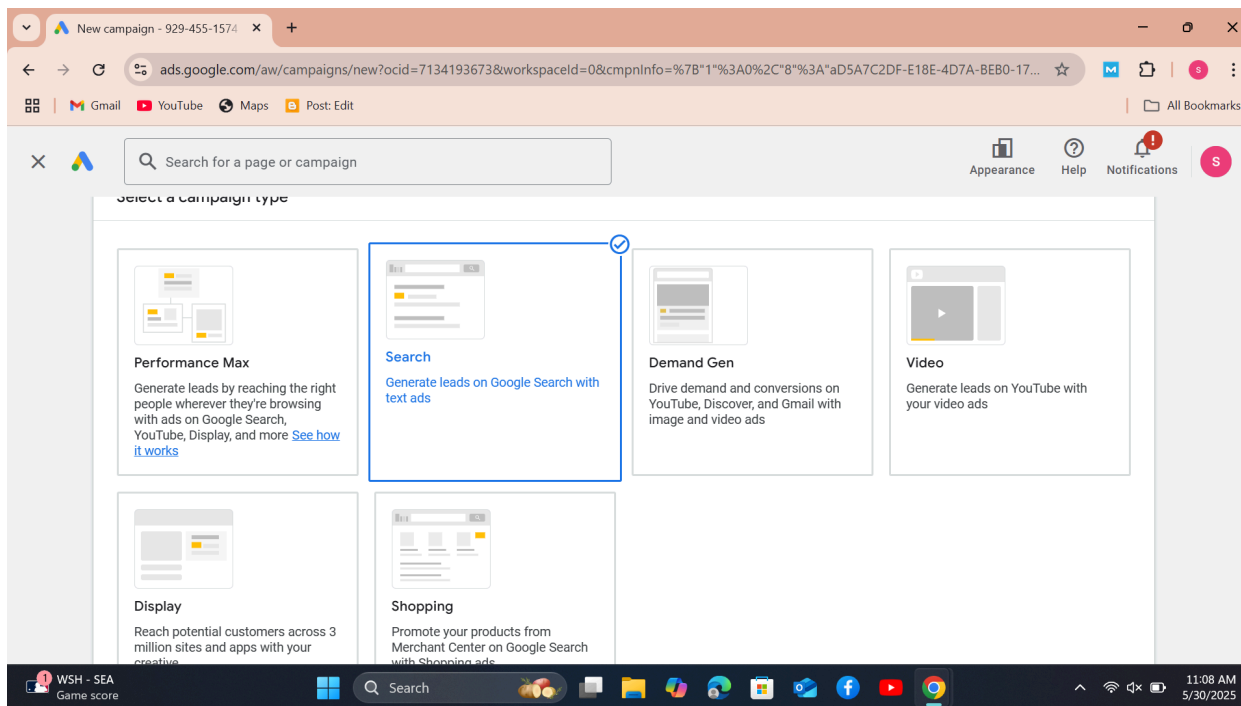 New campaign - 929-455-1574
ads.google.com/aw/campaigns/new?ocid=7134193673&workspaceId=0&cmpnInfo=%7B"1"%3A0%2C"8"%3A"aD5A7C2DF-E18E-4D7A-BEB0-17...
M
S
Gmail
YouTube
Maps
Post: Edit
All Bookmarks
Search for a page or campaign
Appearance
Help
Notifications
S
Select a campaign type
Performance Max
Generate leads by reaching the right
people wherever they're browsing
with ads on Google Search,
YouTube, Display, and more See how
it works
Search
Generate leads on Google Search with
text ads
Demand Gen
Drive demand and conversions on
YouTube, Discover, and Gmail with
image and video ads
Video
Generate leads on YouTube with
your video ads
Display
Reach potential customers across 3
million sites and apps with your
creative
Shopping
Promote your products from
Merchant Center on Google Search
with Shopping ads
1
WSH - SEA
Game score
Search
11:08 AM
5/30/2025